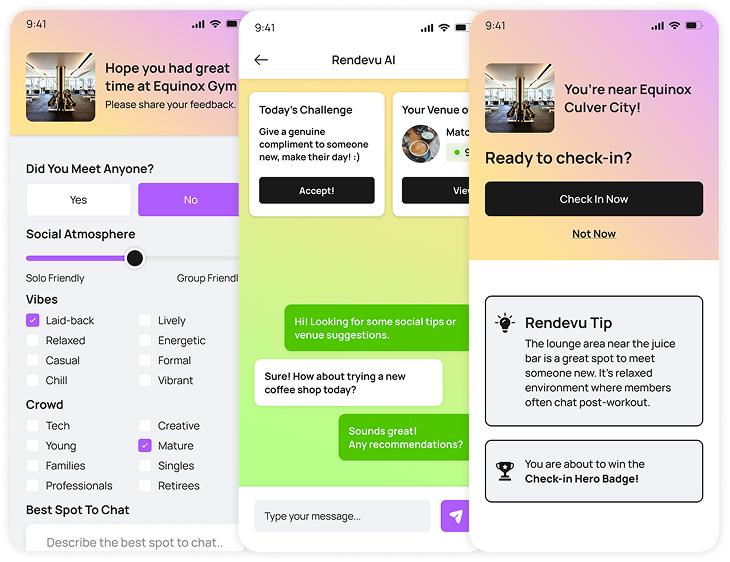 9:41
Hope you had great
time at Equinox Gym
Please share your feedback.
Did You Meet Anyone?
Yes
No
Social Atmosphere
Solo Friendly
Group Friendl
Vibes
Laid-back
Lively
Relaxed
Energetic
Casual
Formal
Chill
Vibrant
Crowd
Tech
Creative
Young
Mature
Families
Singles
Professionals
Retirees
Best Spot To Chat
Describe the best spot to chat..
9:41
Rendevu AI
Today's Challenge
Give a genuine
compliment to someone
new, make their day! :)
Accept!
Your Venue o
Matc
9
Vie
Hi! Looking for some social tips or
venue suggestions.
Sure! How about trying a new
coffee shop today?
Sounds great!
Any recommendations?
Type your message...
9:41
You're near Equinox
Culver City!
Ready to check-in?
Check In Now
Not Now
Rendevu Tip
The lounge area near the juice
bar is a great spot to meet
someone new. It's relaxed
environment where members
often chat post-workout.
You are about to win the
Check-in Hero Badge!